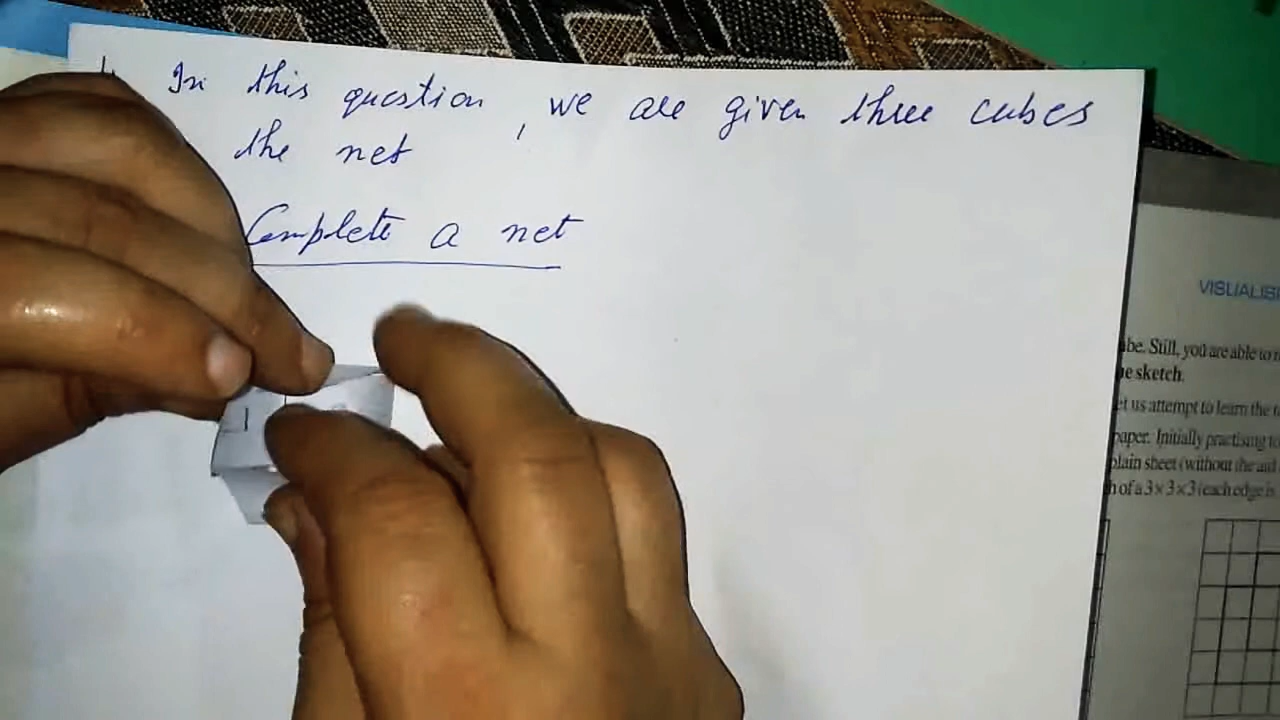 In this question, we are given three cubes
the net
Complete a net
VISUALIS
be. Still, you are able to
e sketch.
t us attempt to learn the
paper. Initially practising to
plain sheet (without the aid
h of a 3 × 3 × 3 (each edge is